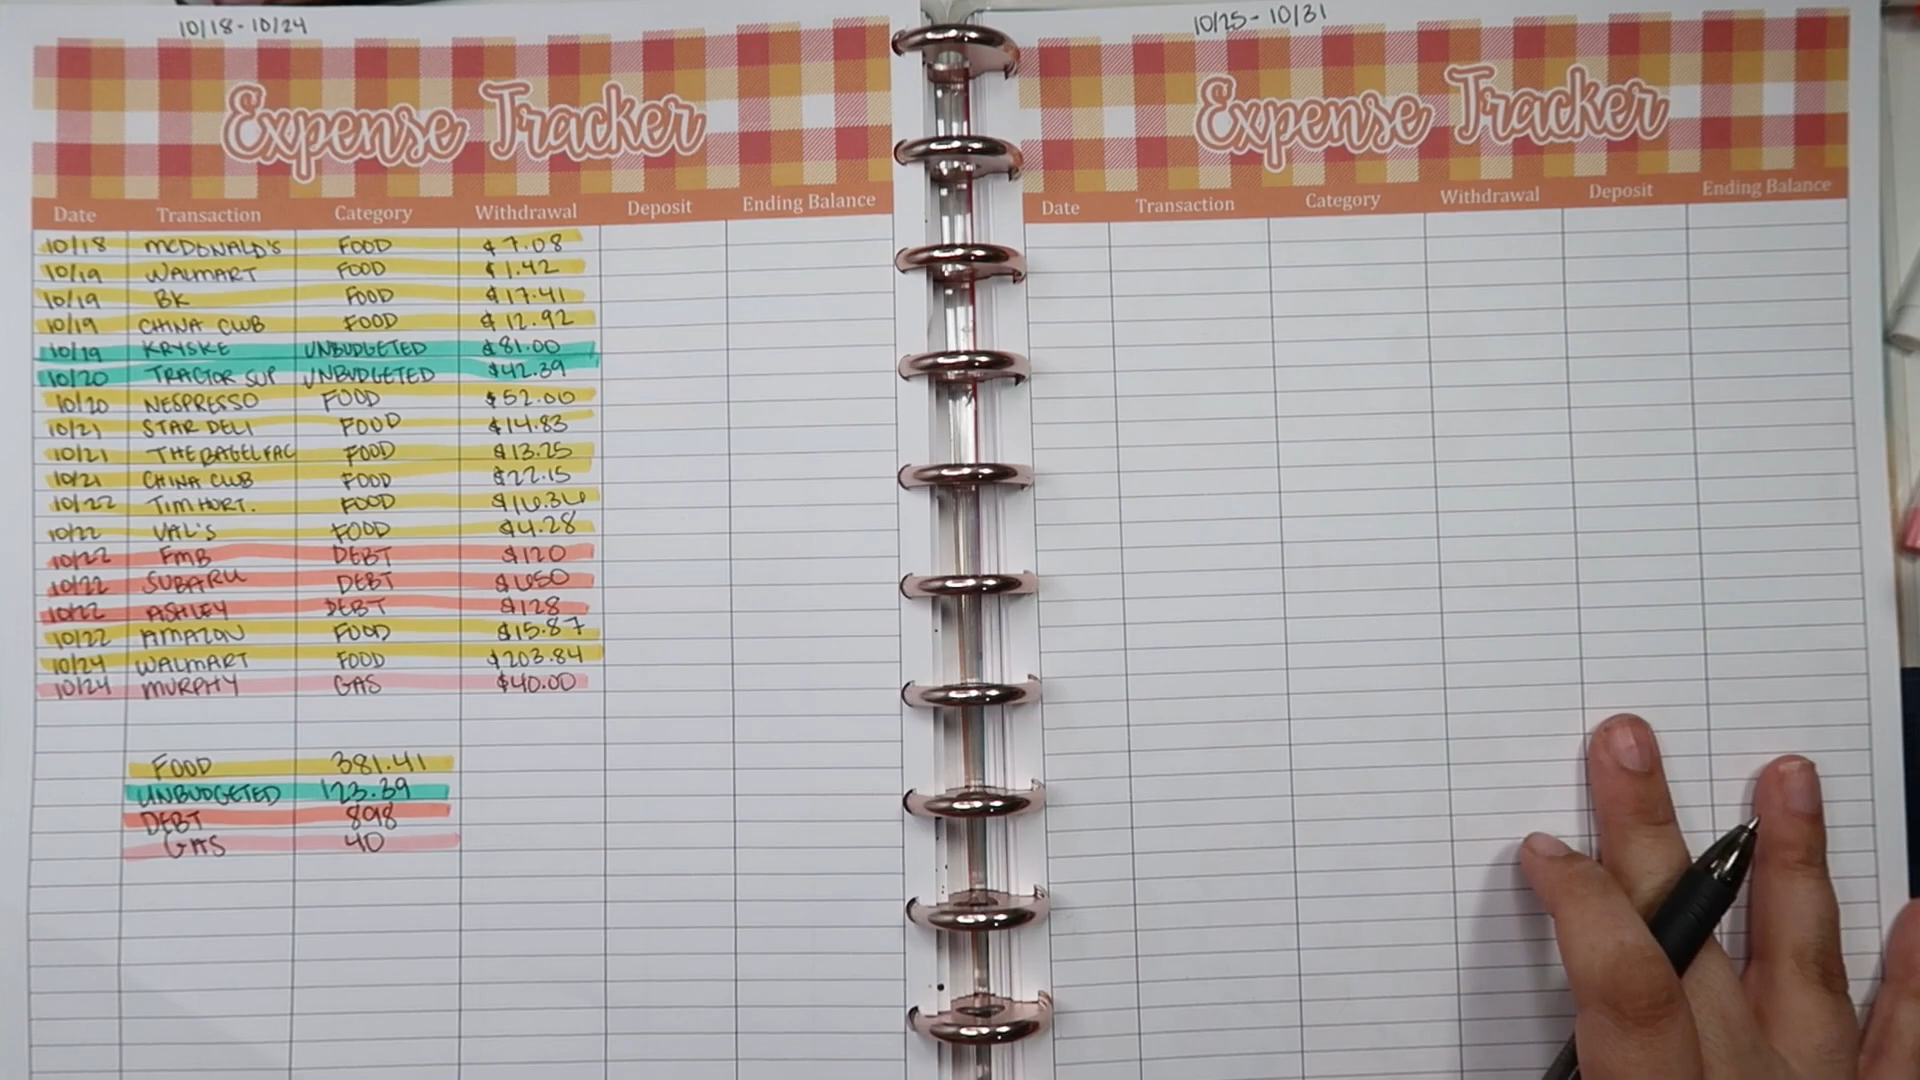 10/18 - 10/24
Expense Tracker
Date Transaction Category Withdrawal Deposit Ending Balance
10/18 MCDONALD'S FOOD $7.08
10/19 WALMART FOOD $1.42
10/19 BK FOOD $17.41
10/19 CHINA CLUB FOOD $12.92
10/19 KRYSKE UNBUDGETED $81.00
10/20 TRACTOR SUP UNBUDGETED $42.39
10/20 NESPRESSO FOOD $52.00
10/21 STAR DELI FOOD $14.83
10/21 THE BAGEL FAC FOOD $13.25
10/21 CHINA CLUB FOOD $22.15
10/22 TIM HORT. FOOD $16.36
10/22 VAL'S FOOD $4.28
10/22 FMB DEBT $120
10/22 SUBARU DEBT $650
10/22 ASHLEY DEBT $128
10/22 AMAZON FOOD $15.87
10/24 WALMART FOOD $203.84
10/24 MURPHY GAS $40.00
FOOD 381.41
UNBUDGETED 123.39
DEBT 898
GAS 40
10/25 - 10/31
Expense Tracker
Date Transaction Category Withdrawal Deposit Ending Balance